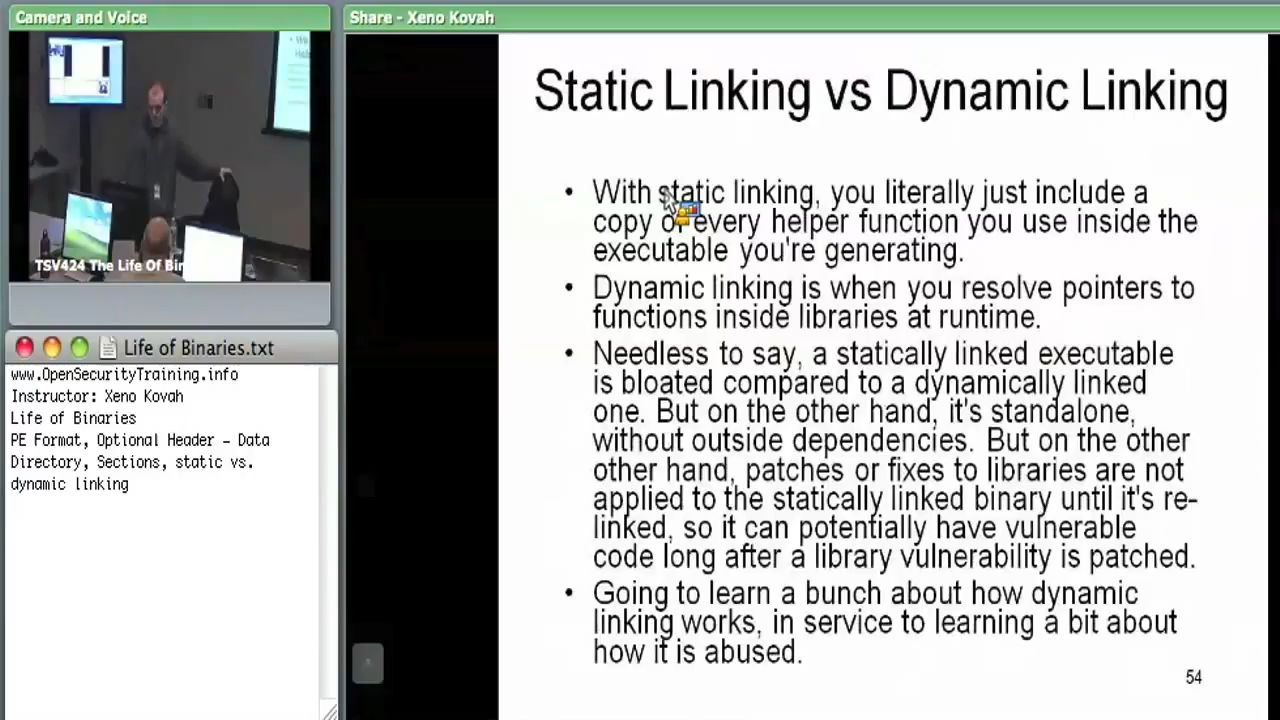 Camera and Voice
Share - Xeno Kovah
TSV424 The Life Of Bin
Life of Binaries.txt
www.OpenSecurityTraining.info
Instructor: Xeno Kovah
Life of Binaries
PE Format, Optional Header – Data
Directory, Sections, static vs.
dynamic linking
Static Linking vs Dynamic Linking
• With static linking, you literally just include a
copy of every helper function you use inside the
executable you're generating.
• Dynamic linking is when you resolve pointers to
functions inside libraries at runtime.
• Needless to say, a statically linked executable
is bloated compared to a dynamically linked
one. But on the other hand, it's standalone,
without outside dependencies. But on the other
other hand, patches or fixes to libraries are not
applied to the statically linked binary until it's re-
linked, so it can potentially have vulnerable
code long after a library vulnerability is patched.
• Going to learn a bunch about how dynamic
linking works, in service to learning a bit about
how it is abused.
54